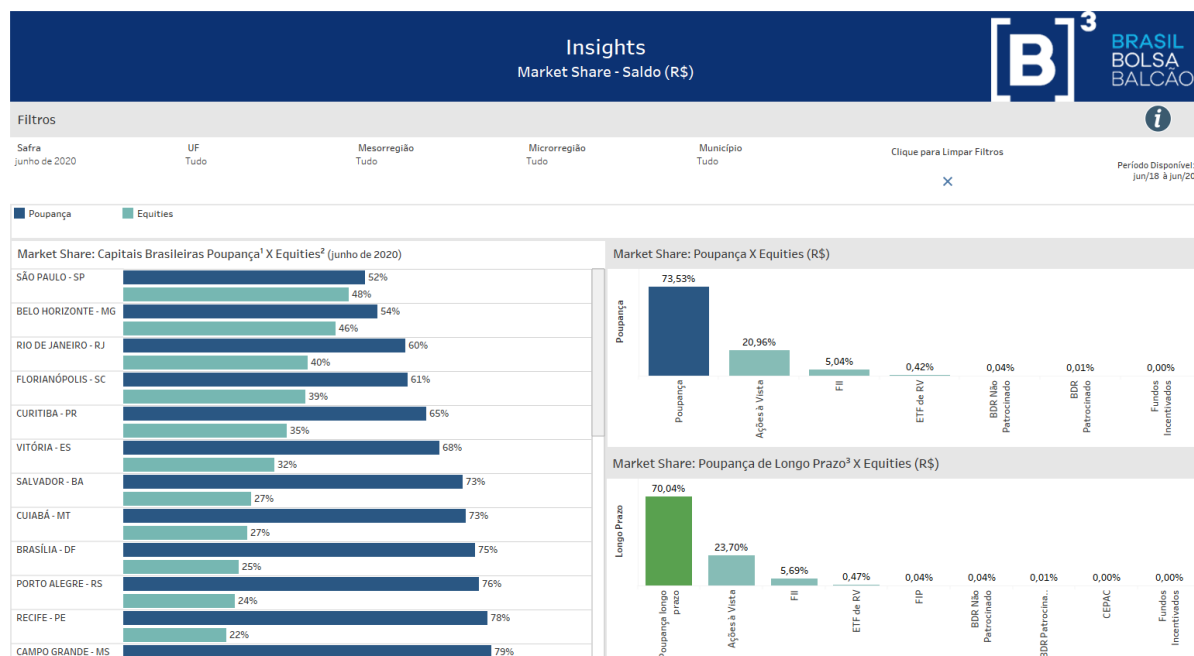 Insights
Market Share - Saldo (R$)
[B]³
BRASIL
BOLSA
BALCÃO
Filtros
i
Safra
junho de 2020
UF
Tudo
Mesorregião
Tudo
Microrregião
Tudo
Município
Tudo
Clique para Limpar Filtros
Período Disponível:
jun/18 à jun/20
Poupança
Equities
Market Share: Capitais Brasileiras Poupança¹ X Equities² (junho de 2020)
SÃO PAULO - SP
52%
48%
BELO HORIZONTE - MG
54%
46%
RIO DE JANEIRO - RJ
60%
40%
FLORIANÓPOLIS - SC
61%
39%
CURITIBA - PR
65%
35%
VITÓRIA - ES
68%
32%
SALVADOR - BA
73%
27%
CUIABÁ - MT
73%
27%
BRASÍLIA - DF
75%
25%
PORTO ALEGRE - RS
76%
24%
RECIFE - PE
78%
22%
CAMPO GRANDE - MS
79%
Market Share: Poupança X Equities (R$)
Poupança
73,53%
20,96%
5,04%
0,42%
0,04%
0,01%
0,00%
Poupança
Ações à Vista
FII
ETF de RV
BDR Não
Patrocinado
BDR
Patrocinado
Fundos
Incentivados
Market Share: Poupança de Longo Prazo³ X Equities (R$)
Longo Prazo
70,04%
23,70%
5,69%
0,47%
0,04%
0,04%
0,01%
0,00%
0,00%
Poupança longo
prazo
Ações à Vista
FII
ETF de RV
FIP
BDR Não
Patrocinado
BDR Patrocina..
CEPAC
Fundos
Incentivados